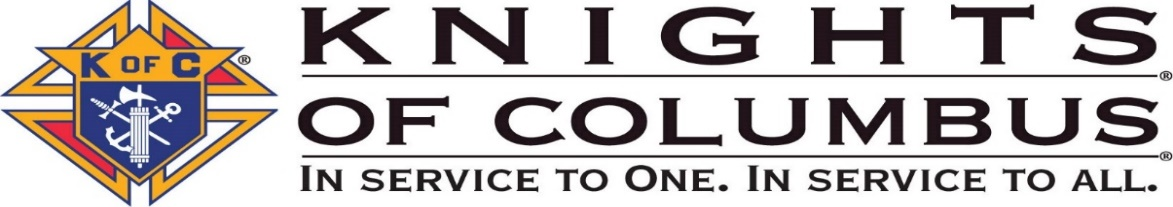 K OF C ®
KNIGHTS ®
OF COLUMBUS ®
IN SERVICE TO ONE. IN SERVICE TO ALL.